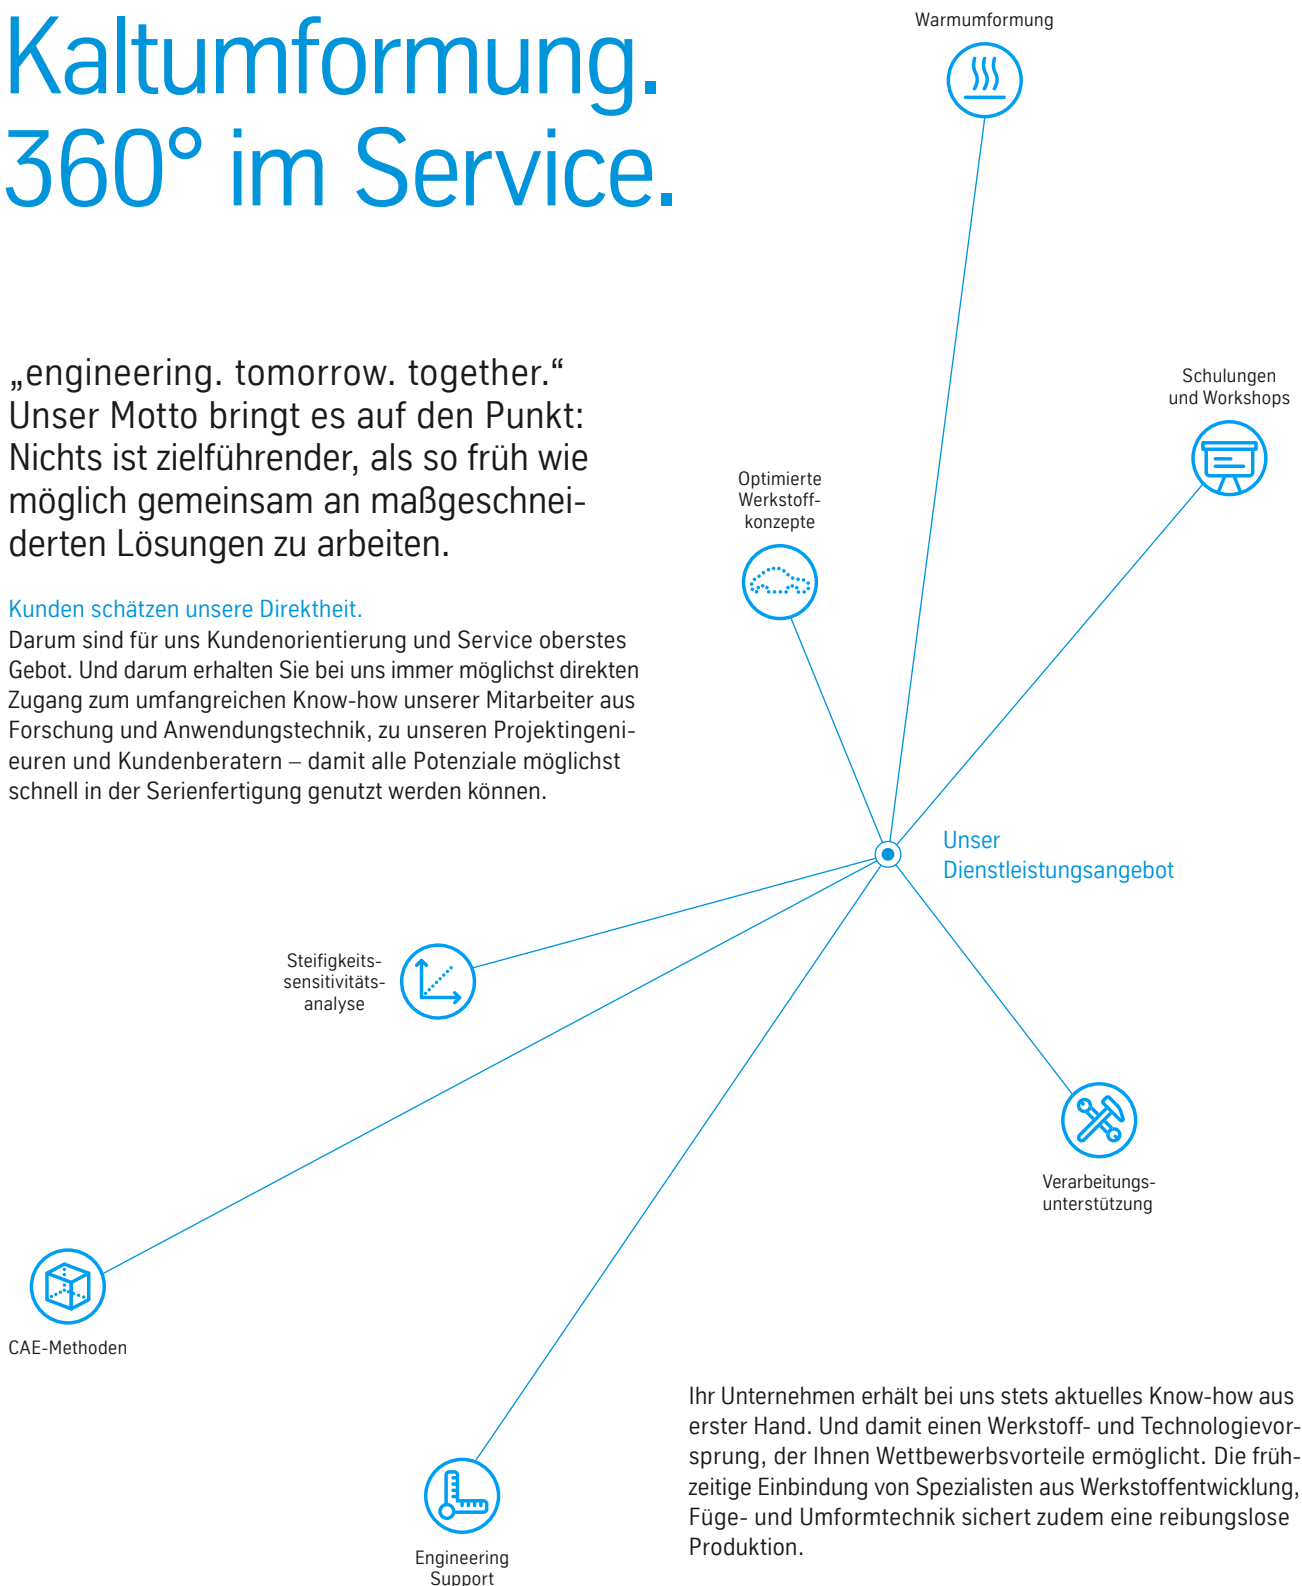 Kaltumformung.
360° im Service.
„engineering. tomorrow. together.“
Unser Motto bringt es auf den Punkt:
Nichts ist zielführender, als so früh wie
möglich gemeinsam an maßgeschnei-
derten Lösungen zu arbeiten.
Kunden schätzen unsere Direktheit.
Darum sind für uns Kundenorientierung und Service oberstes
Gebot. Und darum erhalten Sie bei uns immer möglichst direkten
Zugang zum umfangreichen Know-how unserer Mitarbeiter aus
Forschung und Anwendungstechnik, zu unseren Projektingeni-
euren und Kundenberatern – damit alle Potenziale möglichst
schnell in der Serienfertigung genutzt werden können.
Warmumformung
Schulungen
und Workshops
Optimierte
Werkstoff-
konzepte
Unser
Dienstleistungsangebot
Steifigkeits-
sensitivitäts-
analyse
Verarbeitungs-
unterstützung
CAE-Methoden
Engineering
Support
Ihr Unternehmen erhält bei uns stets aktuelles Know-how aus
erster Hand. Und damit einen Werkstoff- und Technologievor-
sprung, der Ihnen Wettbewerbsvorteile ermöglicht. Die früh-
zeitige Einbindung von Spezialisten aus Werkstoffentwicklung,
Füge- und Umformtechnik sichert zudem eine reibungslose
Produktion.